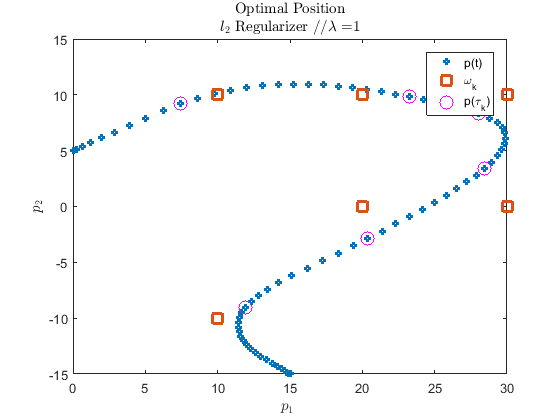 Optimal Position
l₂ Regularizer //λ =1
15
10
5
0
-5
-10
-15
p₂
0
5
10
15
20
25
30
p₁
p(t)
ωₖ
p(τₖ)